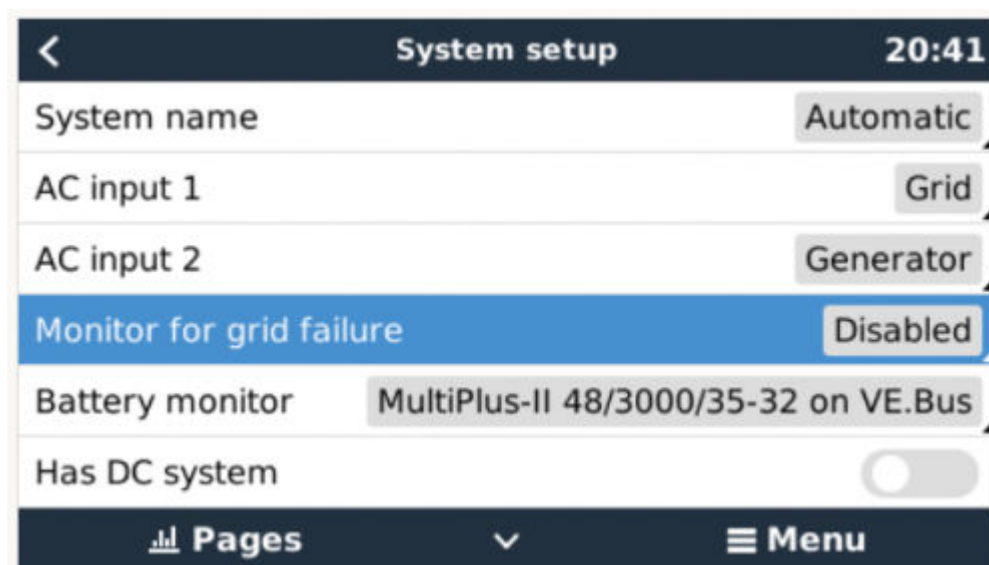 System setup 20:41
System name Automatic
AC input 1 Grid
AC input 2 Generator
Monitor for grid failure Disabled
Battery monitor MultiPlus-II 48/3000/35-32 on VE.Bus
Has DC system
Pages Menu